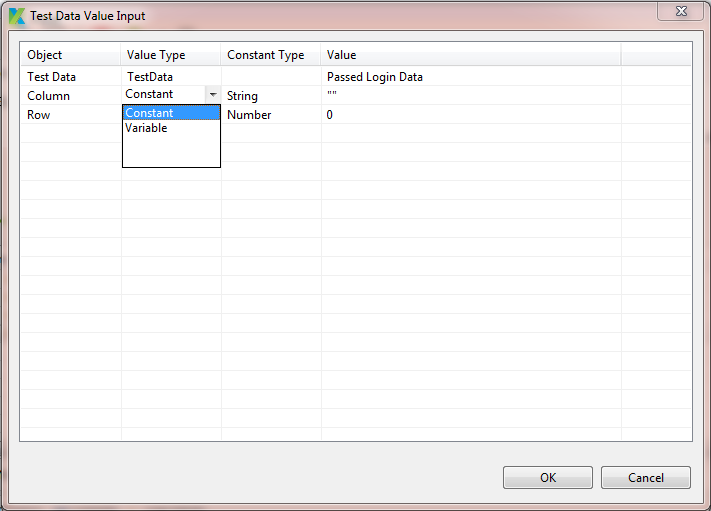 Test Data Value Input
Object Value Type Constant Type Value
Test Data TestData Passed Login Data
Column Constant String ""
Row Constant Number 0
Variable
OK Cancel